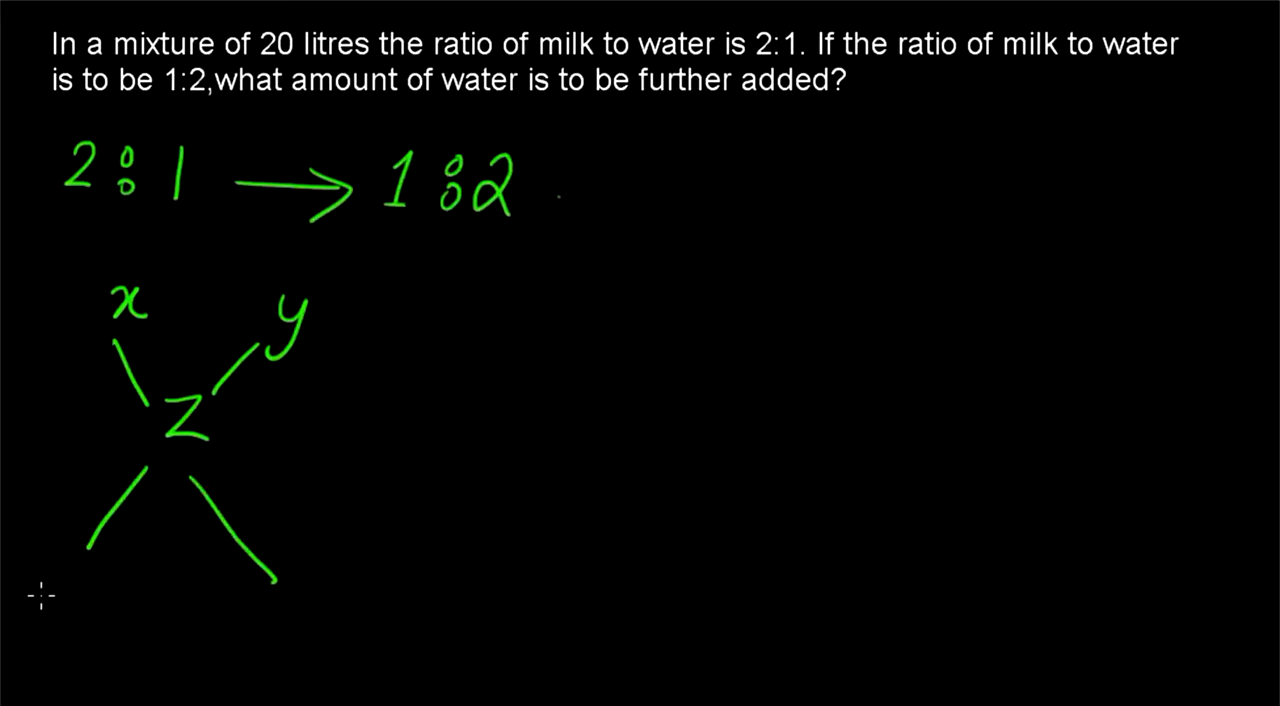 In a mixture of 20 litres the ratio of milk to water is 2:1. If the ratio of milk to water
is to be 1:2,what amount of water is to be further added?
2:1 → 1:2
x y
z